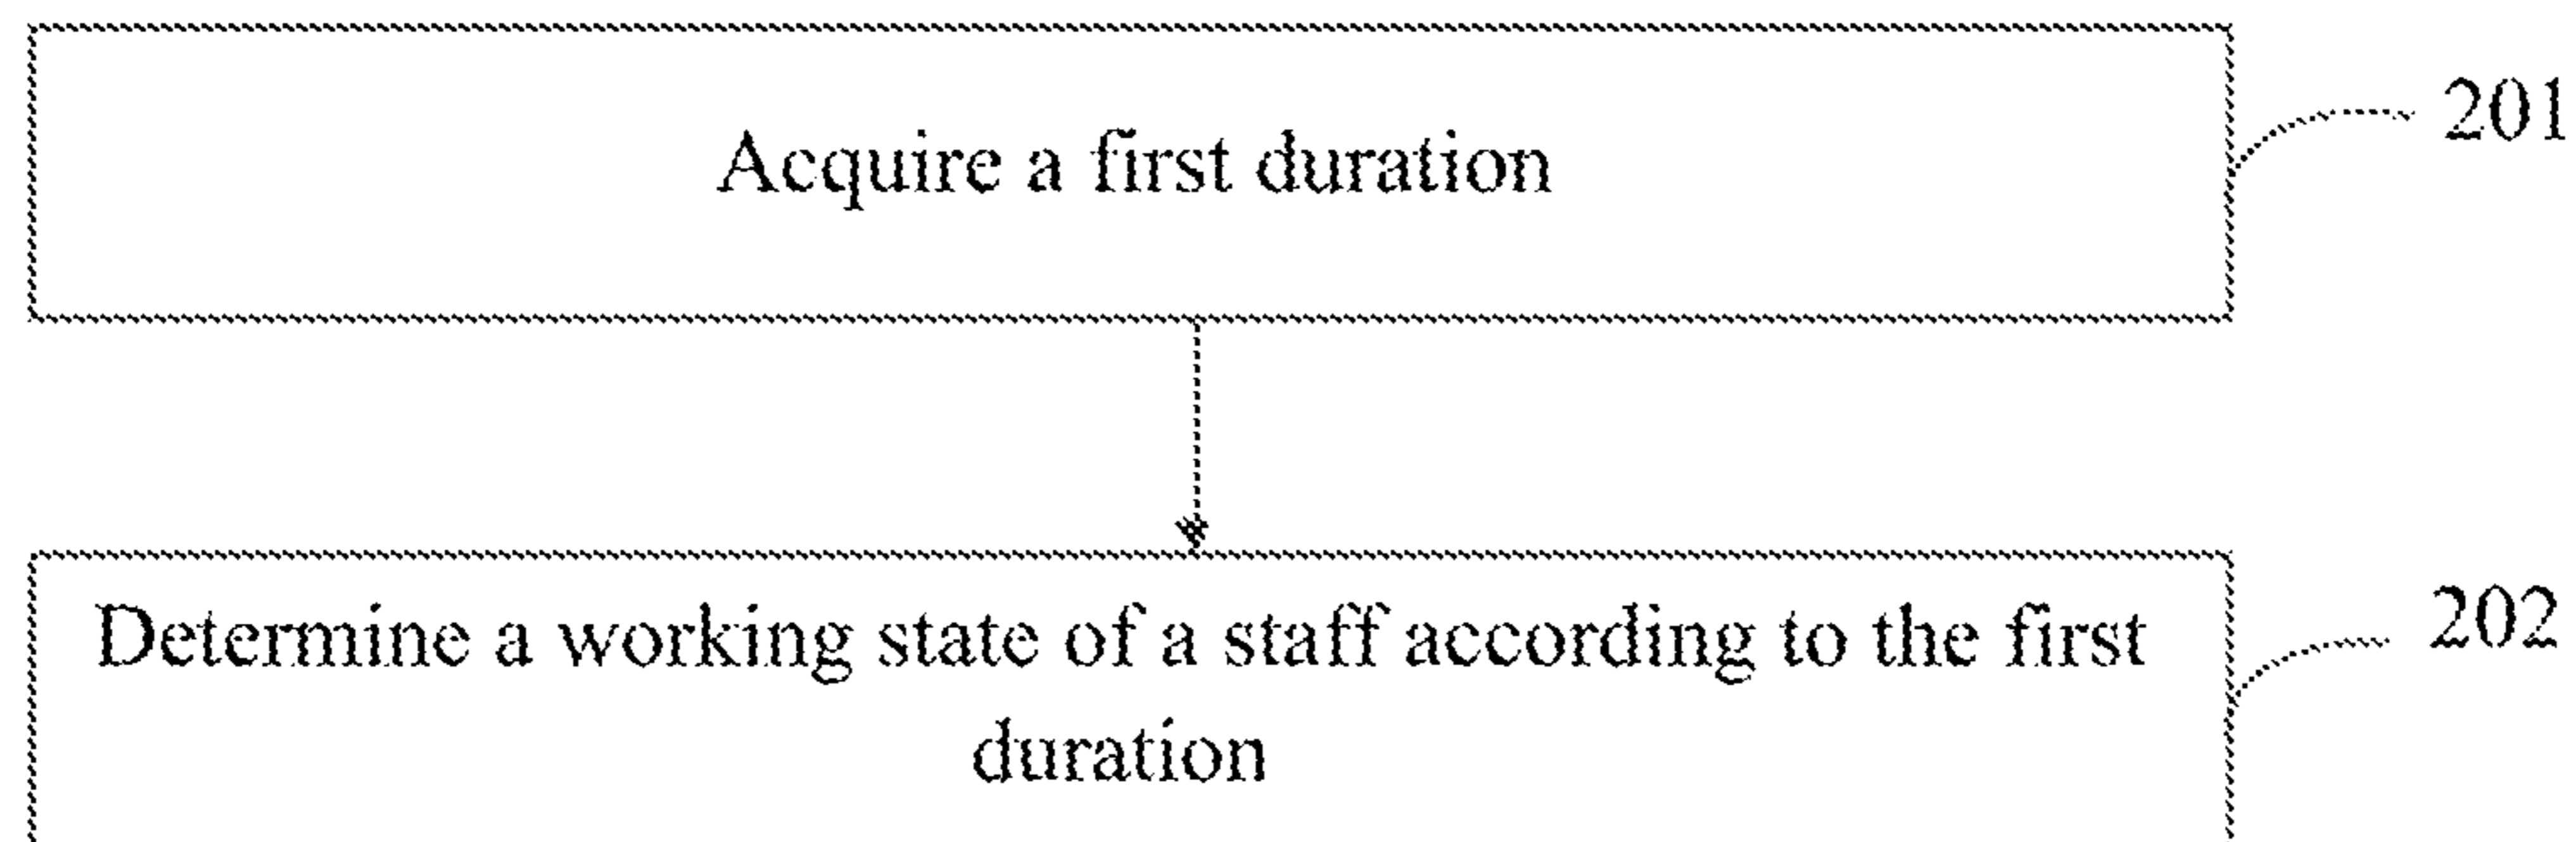 Acquire a first duration
201
Determine a working state of a staff according to the first
duration
202